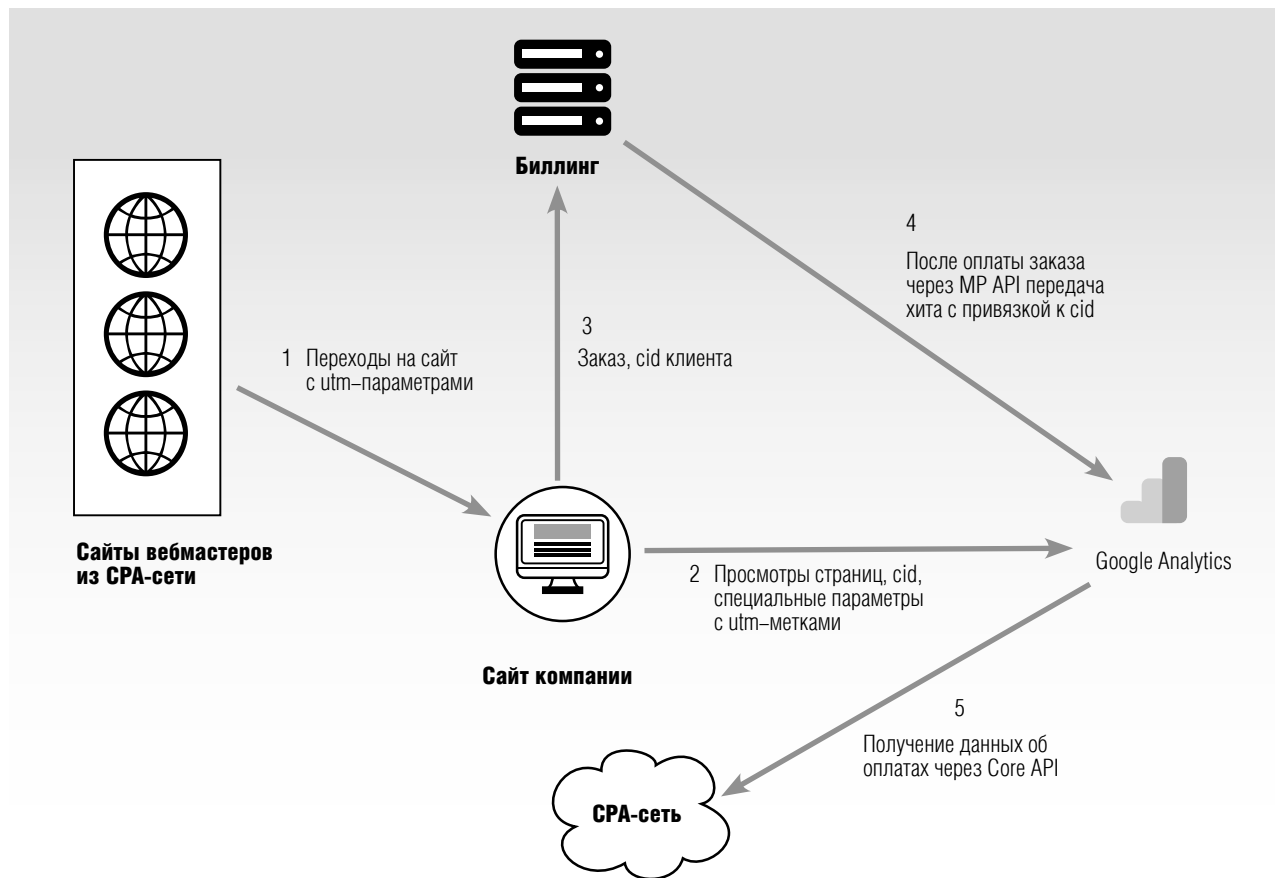 Биллинг
4
После оплаты заказа
через MP API передача
хита с привязкой к cid
3
Заказ, cid клиента
1 Переходы на сайт
с utm–параметрами
Сайты вебмастеров
из CPA-сети
Google Analytics
2 Просмотры страниц, cid,
специальные параметры
с utm–метками
Сайт компании
5
Получение данных об
оплатах через Core API
CPA-сеть